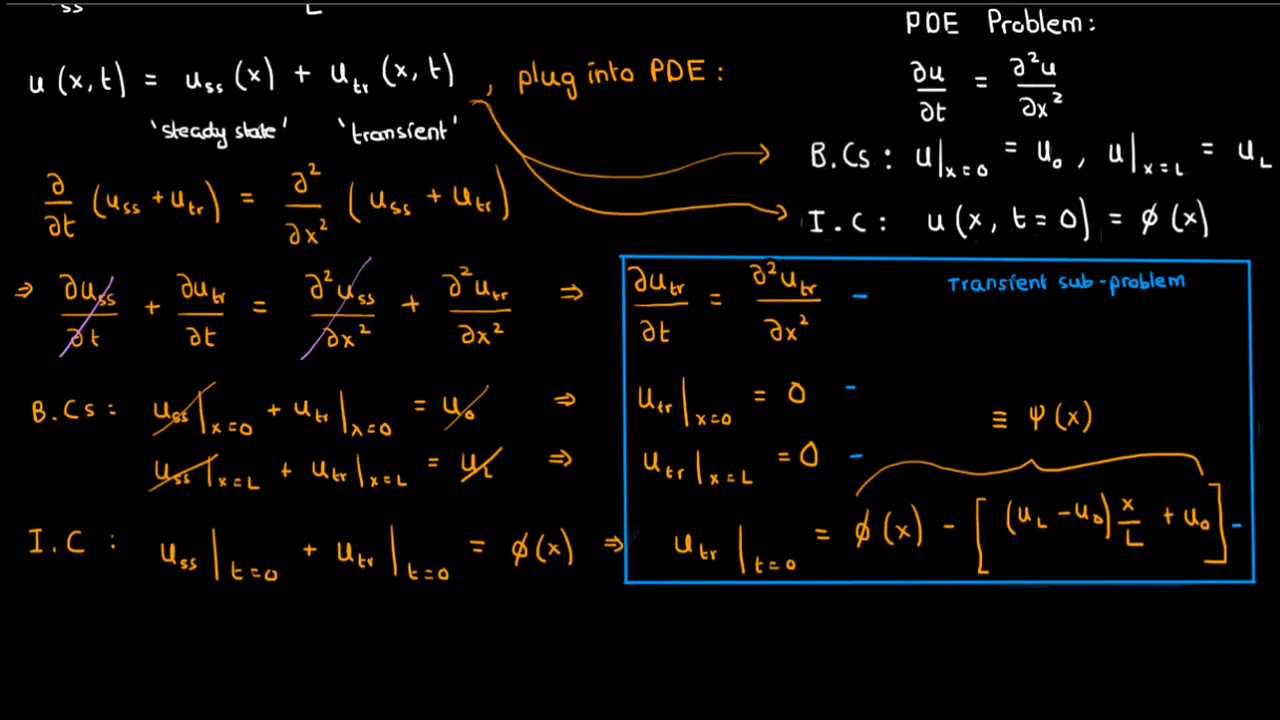 ss L
PDE Problem:
u(x,t) = u_ss(x) + u_tr(x,t), plug into PDE:
∂u/∂t = ∂²u/∂x²
'steady state' 'transient'
B.Cs: u|_{x=0} = u_0, u|_{x=L} = u_L
∂/∂t (u_ss + u_tr) = ∂²/∂x² (u_ss + u_tr)
I.C: u(x, t=0) = ϕ(x)
Transient sub-problem
⇒ ∂u_ss/∂t + ∂u_tr/∂t = ∂²u_ss/∂x² + ∂²u_tr/∂x² ⇒ ∂u_tr/∂t = ∂²u_tr/∂x² -
B.Cs: u_ss|_{x=0} + u_tr|_{x=0} = u_0 ⇒ u_tr|_{x=0} = 0 -
≡ Ψ(x)
u_ss|_{x=L} + u_tr|_{x=L} = u_L ⇒ u_tr|_{x=L} = 0 -
I.C: u_ss|_{t=0} + u_tr|_{t=0} = ϕ(x) ⇒ u_tr|_{t=0} = ϕ(x) - [(u_L - u_0) x/L + u_0] -